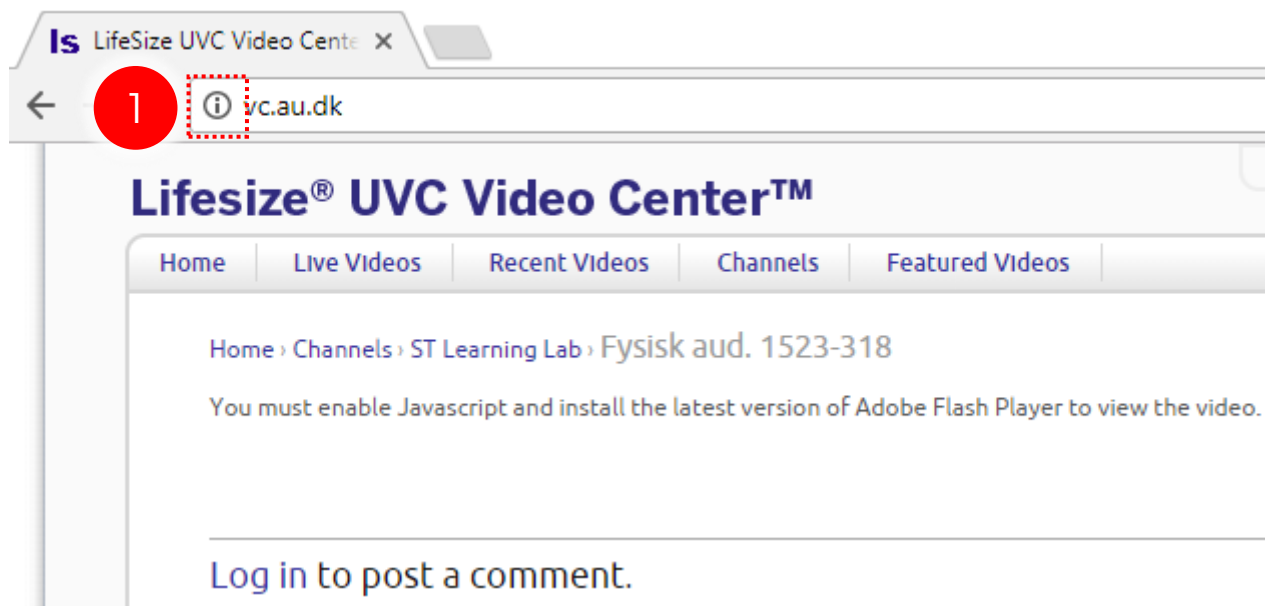 ls LifeSize UVC Video Cente
1 vc.au.dk
Lifesize® UVC Video Center™
Home Live Videos Recent Videos Channels Featured Videos
Home › Channels › ST Learning Lab › Fysisk aud. 1523-318
You must enable Javascript and install the latest version of Adobe Flash Player to view the video.
Log in to post a comment.